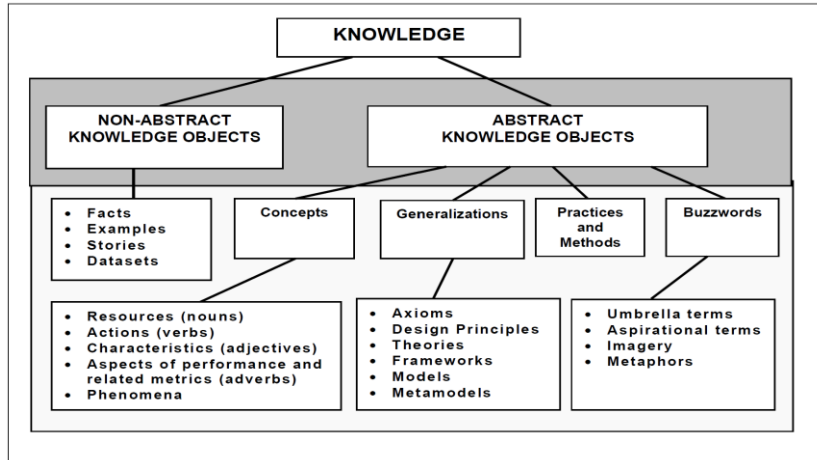 KNOWLEDGE
NON-ABSTRACT
KNOWLEDGE OBJECTS
ABSTRACT
KNOWLEDGE OBJECTS
• Facts
• Examples
• Stories
• Datasets
Concepts
Generalizations
Practices
and
Methods
Buzzwords
• Resources (nouns)
• Actions (verbs)
• Characteristics (adjectives)
• Aspects of performance and
related metrics (adverbs)
• Phenomena
• Axioms
• Design Principles
• Theories
• Frameworks
• Models
• Metamodels
• Umbrella terms
• Aspirational terms
• Imagery
• Metaphors